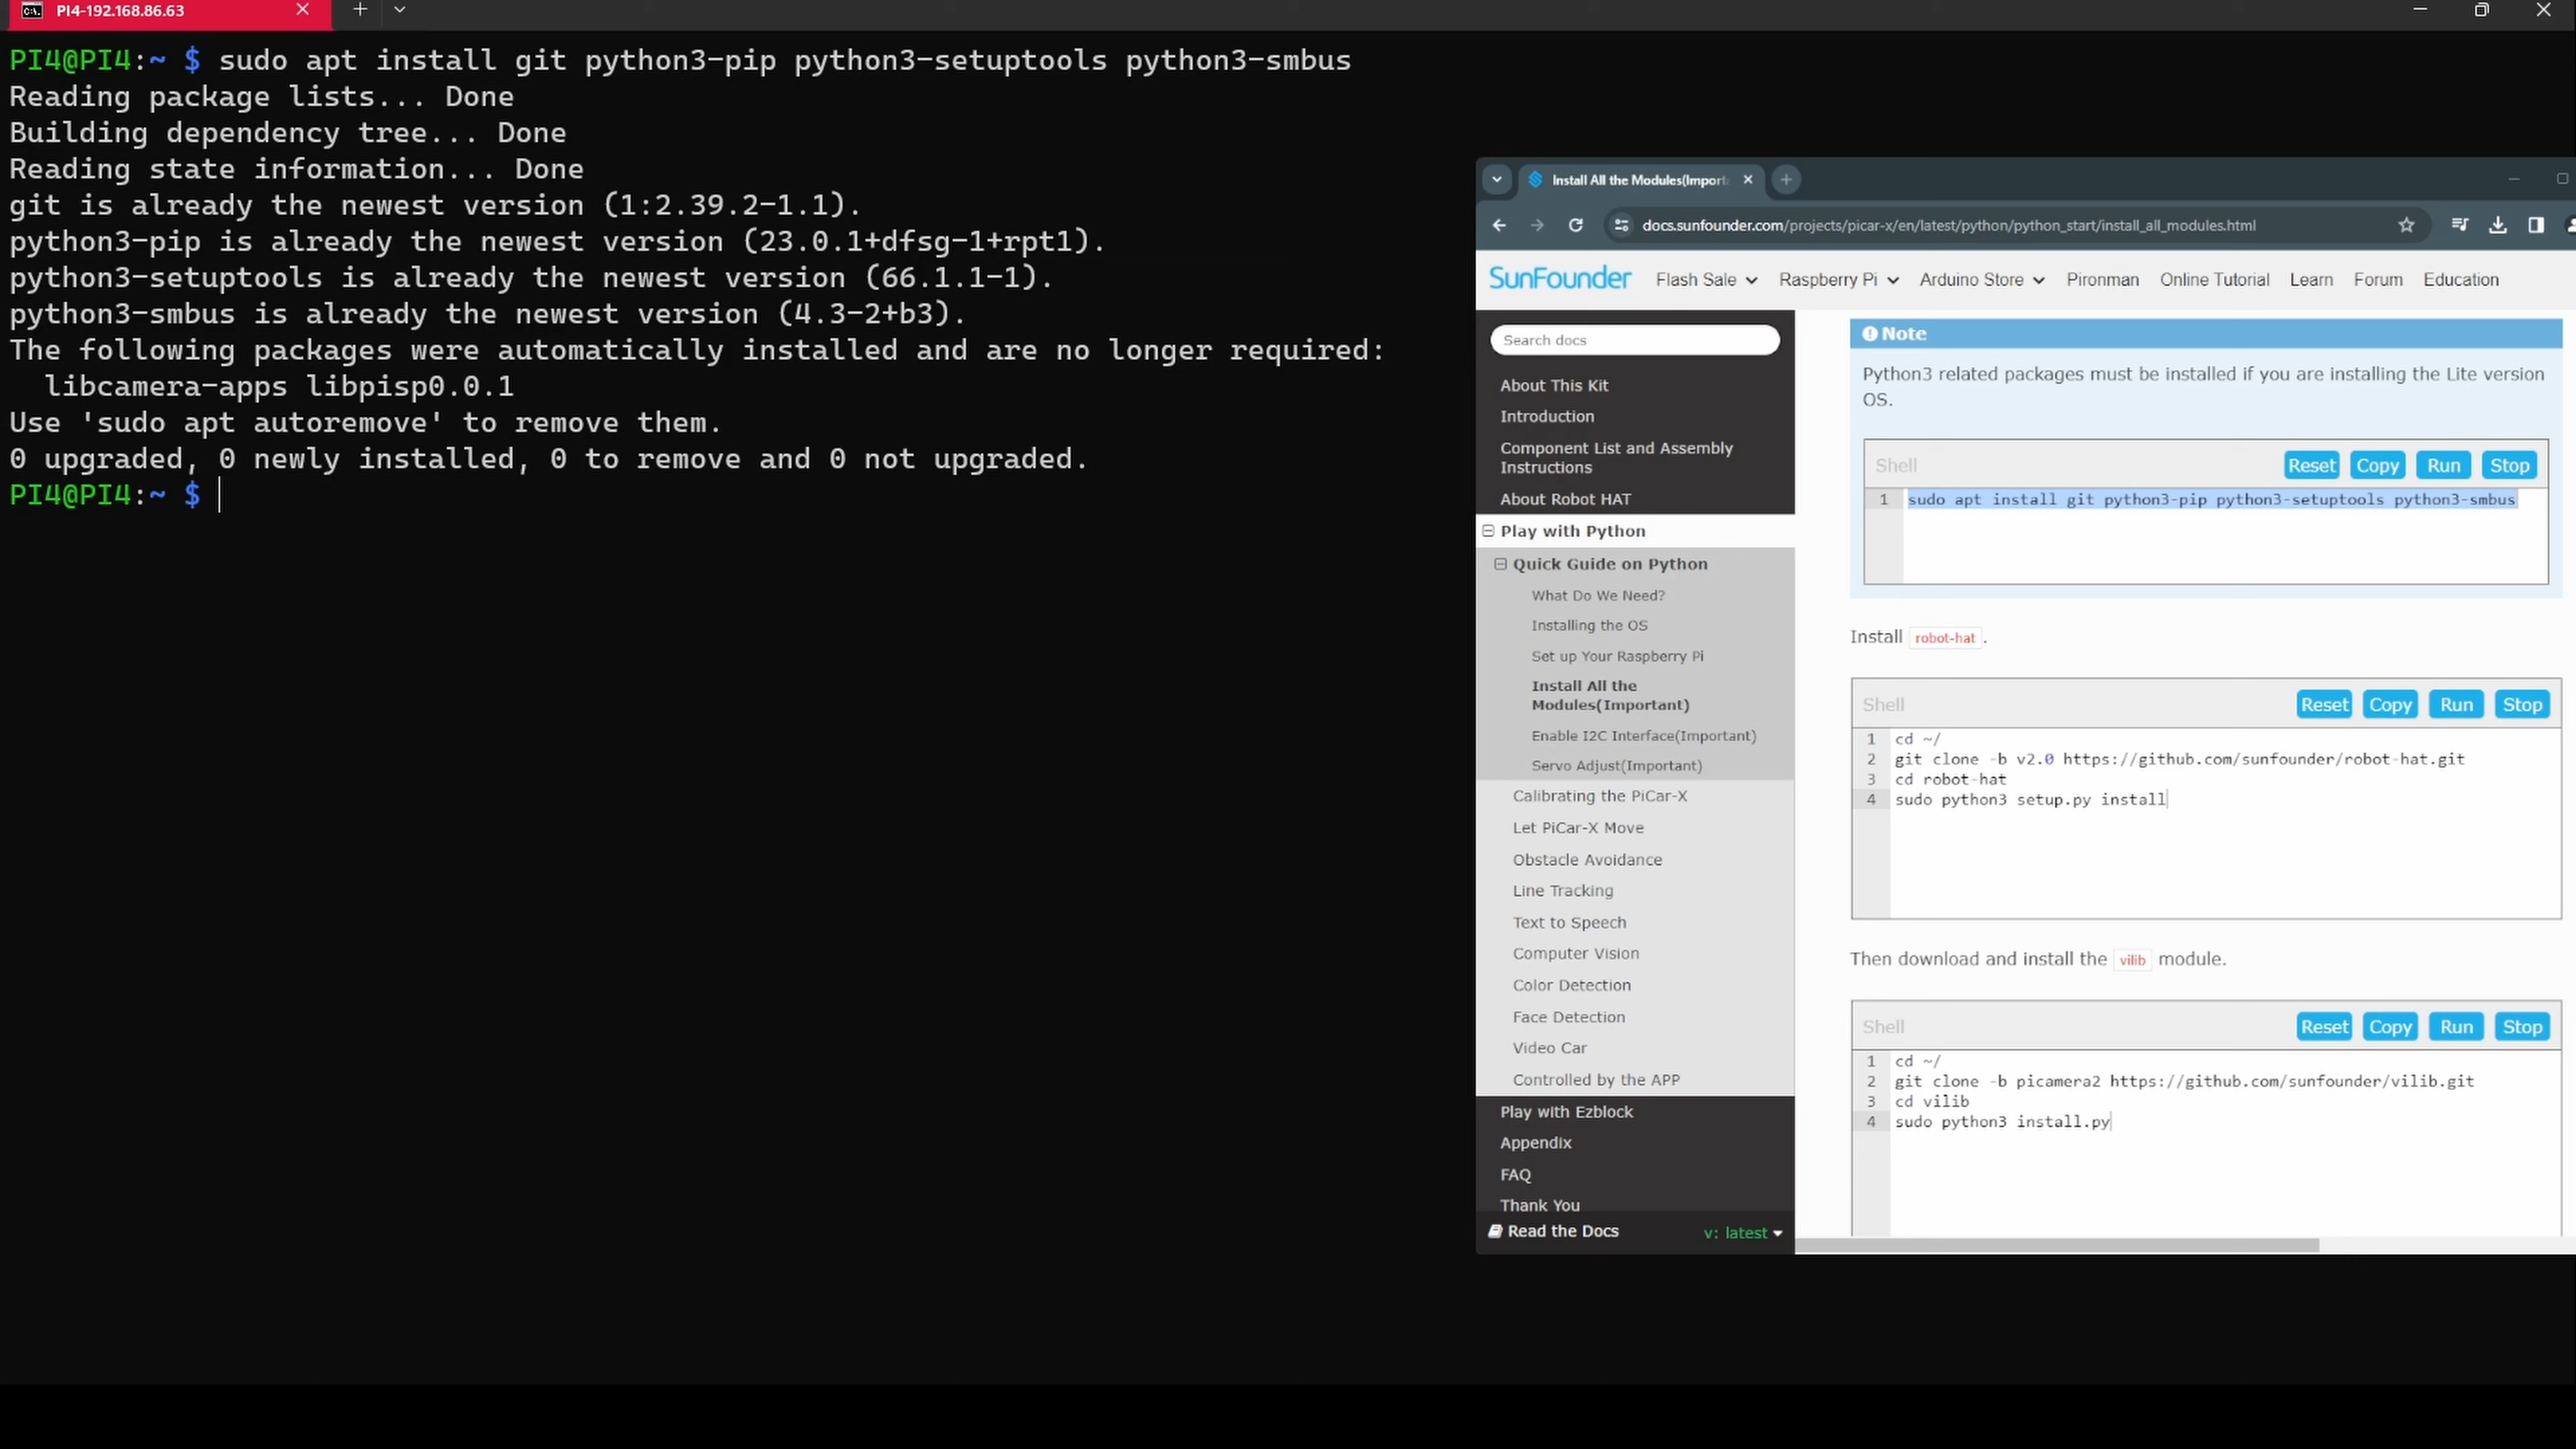 PI4-192.168.86.63
PI4@PI4:~ $ sudo apt install git python3-pip python3-setuptools python3-smbus
Reading package lists... Done
Building dependency tree... Done
Reading state information... Done
git is already the newest version (1:2.39.2-1.1).
python3-pip is already the newest version (23.0.1+dfsg-1+rpt1).
python3-setuptools is already the newest version (66.1.1-1).
python3-smbus is already the newest version (4.3-2+b3).
The following packages were automatically installed and are no longer required:
libcamera-apps libpisp0.0.1
Use 'sudo apt autoremove' to remove them.
0 upgraded, 0 newly installed, 0 to remove and 0 not upgraded.
PI4@PI4:~ $
Install All the Modules(Import
docs.sunfounder.com/projects/picar-x/en/latest/python/python_start/install_all_modules.html
SunFounder Flash Sale Raspberry Pi Arduino Store Pironman Online Tutorial Learn Forum Education
Search docs
About This Kit
Introduction
Component List and Assembly
Instructions
About Robot HAT
Play with Python
Quick Guide on Python
What Do We Need?
Installing the OS
Set up Your Raspberry Pi
Install All the
Modules(Important)
Enable I2C Interface(Important)
Servo Adjust(Important)
Calibrating the PiCar-X
Let PiCar-X Move
Obstacle Avoidance
Line Tracking
Text to Speech
Computer Vision
Color Detection
Face Detection
Video Car
Controlled by the APP
Play with Ezblock
Appendix
FAQ
Thank You
Read the Docs v: latest
Note
Python3 related packages must be installed if you are installing the Lite version
OS.
Shell Reset Copy Run Stop
1 sudo apt install git python3-pip python3-setuptools python3-smbus
Install robot-hat.
Shell Reset Copy Run Stop
1 cd ~/
2 git clone -b v2.0 https://github.com/sunfounder/robot-hat.git
3 cd robot-hat
4 sudo python3 setup.py install
Then download and install the vilib module.
Shell Reset Copy Run Stop
1 cd ~/
2 git clone -b picamera2 https://github.com/sunfounder/vilib.git
3 cd vilib
4 sudo python3 install.py